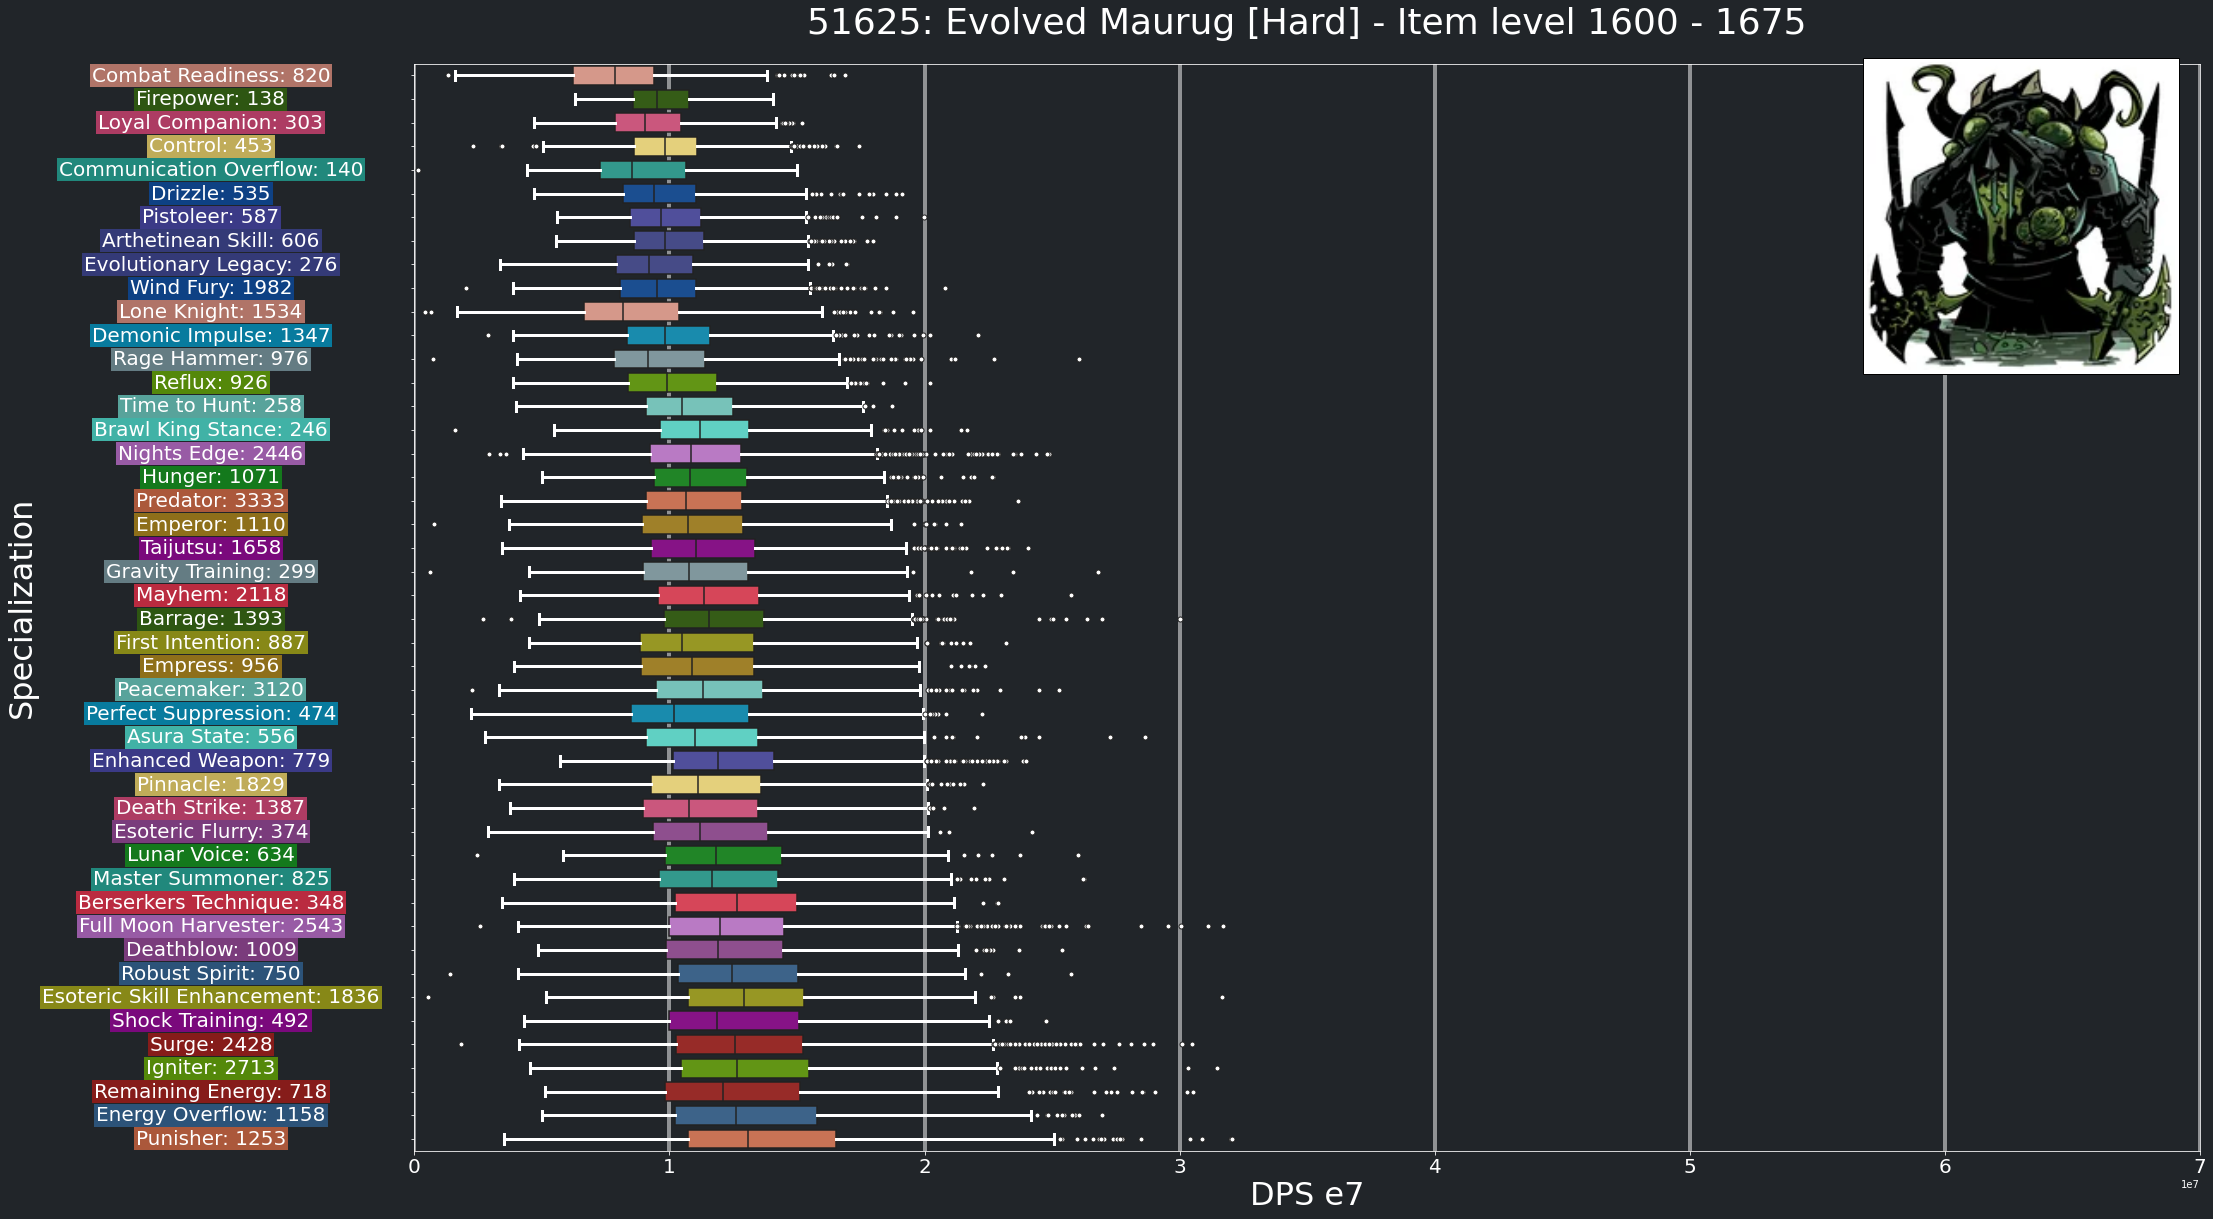 51625: Evolved Maurug [Hard] - Item level 1600 - 1675
Combat Readiness: 820
Firepower: 138
Loyal Companion: 303
Control: 453
Communication Overflow: 140
Drizzle: 535
Pistoleer: 587
Arthetinean Skill: 606
Evolutionary Legacy: 276
Wind Fury: 1982
Lone Knight: 1534
Demonic Impulse: 1347
Rage Hammer: 976
Reflux: 926
Time to Hunt: 258
Brawl King Stance: 246
Nights Edge: 2446
Hunger: 1071
Predator: 3333
Emperor: 1110
Taijutsu: 1658
Gravity Training: 299
Mayhem: 2118
Barrage: 1393
First Intention: 887
Empress: 956
Peacemaker: 3120
Perfect Suppression: 474
Asura State: 556
Enhanced Weapon: 779
Pinnacle: 1829
Death Strike: 1387
Esoteric Flurry: 374
Lunar Voice: 634
Master Summoner: 825
Berserkers Technique: 348
Full Moon Harvester: 2543
Deathblow: 1009
Robust Spirit: 750
Esoteric Skill Enhancement: 1836
Shock Training: 492
Surge: 2428
Igniter: 2713
Remaining Energy: 718
Energy Overflow: 1158
Punisher: 1253
Specialization
0 1 2 3 4 5 6 7
1e7
DPS e7